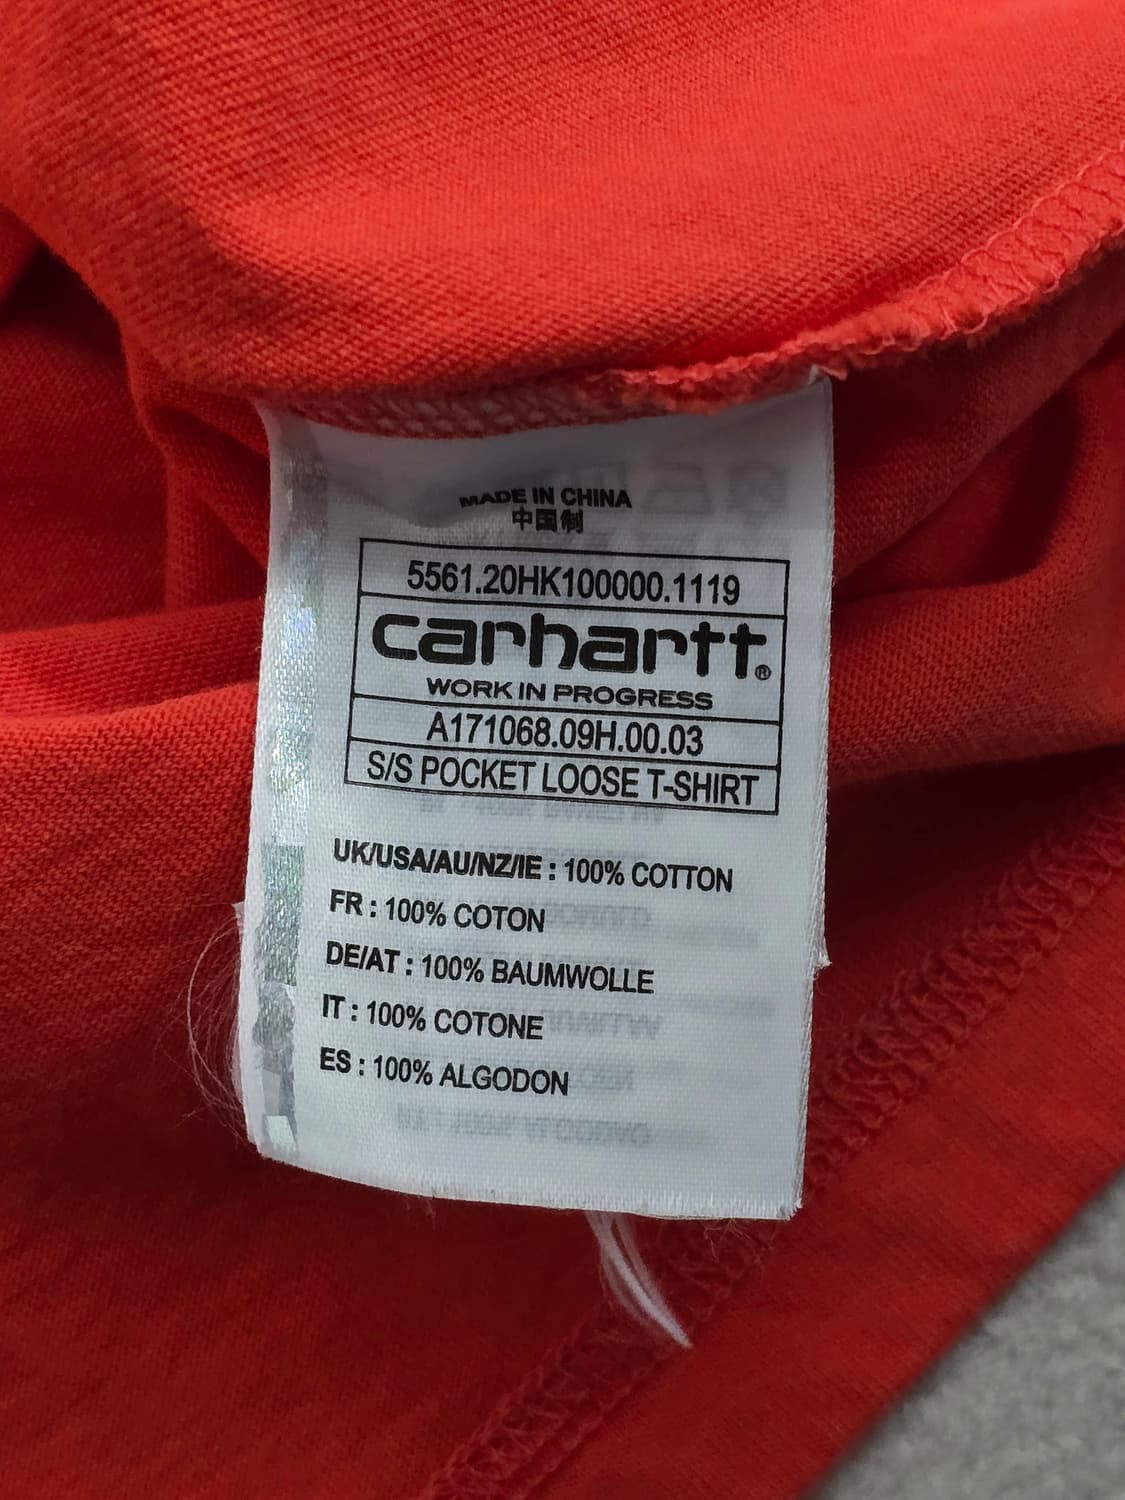 MADE IN CHINA
中国制
5561.20HK100000.1119
carhartt®
WORK IN PROGRESS
A171068.09H.00.03
S/S POCKET LOOSE T-SHIRT
UK/USA/AU/NZ/IE : 100% COTTON
FR : 100% COTON
DE/AT : 100% BAUMWOLLE
IT : 100% COTONE
ES : 100% ALGODON